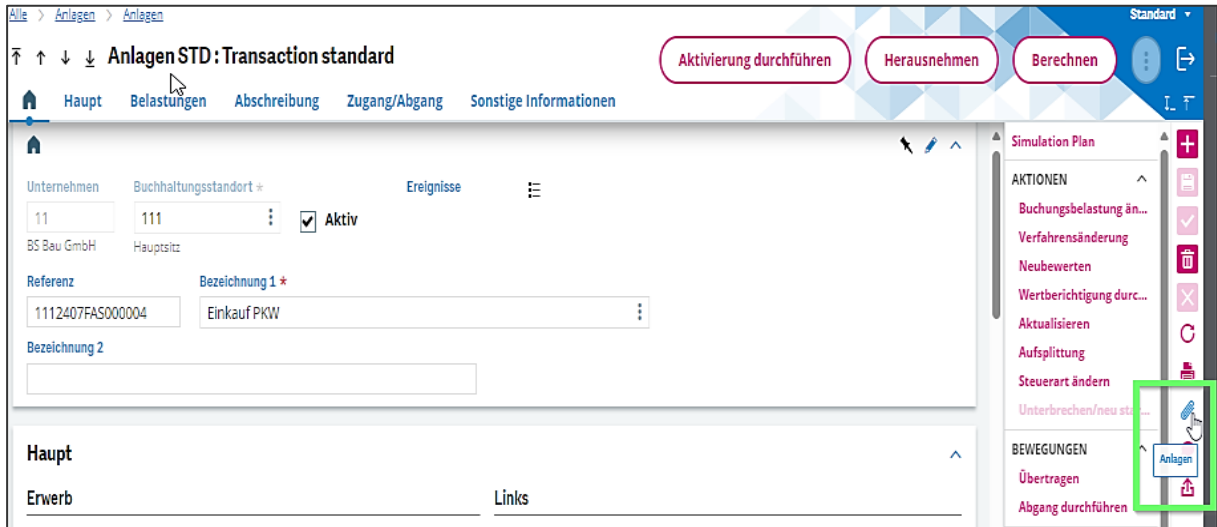 Alle > Anlagen > Anlagen
Standard
Anlagen STD : Transaction standard
Aktivierung durchführen
Herausnehmen
Berechnen
Haupt
Belastungen
Abschreibung
Zugang/Abgang
Sonstige Informationen
Unternehmen
Buchhaltungsstandort *
Ereignisse
11
111
Aktiv
BS Bau GmbH
Hauptsitz
Referenz
Bezeichnung 1 *
1112407FAS000004
Einkauf PKW
Bezeichnung 2
Haupt
Erwerb
Links
Simulation Plan
AKTIONEN
Buchungsbelastung än...
Verfahrensänderung
Neubewerten
Wertberichtigung durc...
Aktualisieren
Aufsplittung
Steuerart ändern
Unterbrechen/neu sta...
BEWEGUNGEN
Übertragen
Abgang durchführen
Anlagen